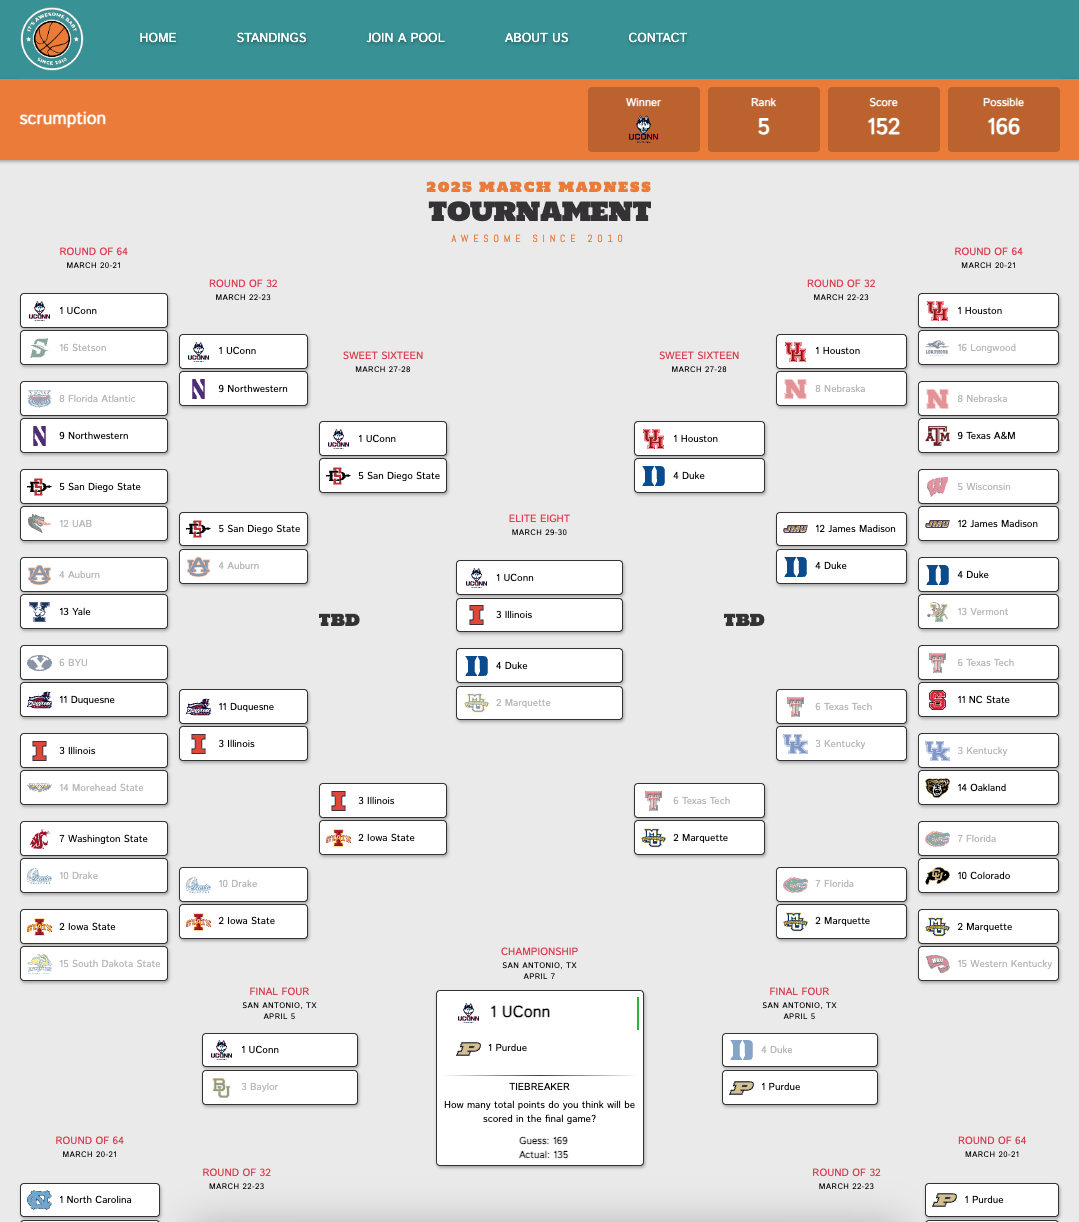 IT'S AWESOME BABY
SINCE 2010
HOME
STANDINGS
JOIN A POOL
ABOUT US
CONTACT
scrumption
Winner
UCONN
Rank
5
Score
152
Possible
166
2025 MARCH MADNESS
TOURNAMENT
AWESOME SINCE 2010
ROUND OF 64
MARCH 20-21
1 UConn
16 Stetson
8 Florida Atlantic
9 Northwestern
5 San Diego State
12 UAB
4 Auburn
13 Yale
6 BYU
11 Duquesne
3 Illinois
14 Morehead State
7 Washington State
10 Drake
2 Iowa State
15 South Dakota State
ROUND OF 32
MARCH 22-23
1 UConn
9 Northwestern
5 San Diego State
4 Auburn
11 Duquesne
3 Illinois
10 Drake
2 Iowa State
SWEET SIXTEEN
MARCH 27-28
1 UConn
5 San Diego State
TBD
3 Illinois
2 Iowa State
ELITE EIGHT
MARCH 29-30
1 UConn
3 Illinois
4 Duke
2 Marquette
SWEET SIXTEEN
MARCH 27-28
1 Houston
4 Duke
TBD
6 Texas Tech
2 Marquette
ROUND OF 32
MARCH 22-23
1 Houston
8 Nebraska
12 James Madison
4 Duke
6 Texas Tech
3 Kentucky
7 Florida
2 Marquette
ROUND OF 64
MARCH 20-21
1 Houston
16 Longwood
8 Nebraska
9 Texas A&M
5 Wisconsin
12 James Madison
4 Duke
13 Vermont
6 Texas Tech
11 NC State
3 Kentucky
14 Oakland
7 Florida
10 Colorado
2 Marquette
15 Western Kentucky
FINAL FOUR
SAN ANTONIO, TX
APRIL 5
1 UConn
3 Baylor
CHAMPIONSHIP
SAN ANTONIO, TX
APRIL 7
1 UConn
1 Purdue
TIEBREAKER
How many total points do you think will be
scored in the final game?
Guess: 169
Actual: 135
FINAL FOUR
SAN ANTONIO, TX
APRIL 5
4 Duke
1 Purdue
ROUND OF 64
MARCH 20-21
1 North Carolina
ROUND OF 32
MARCH 22-23
ROUND OF 32
MARCH 22-23
ROUND OF 64
MARCH 20-21
1 Purdue